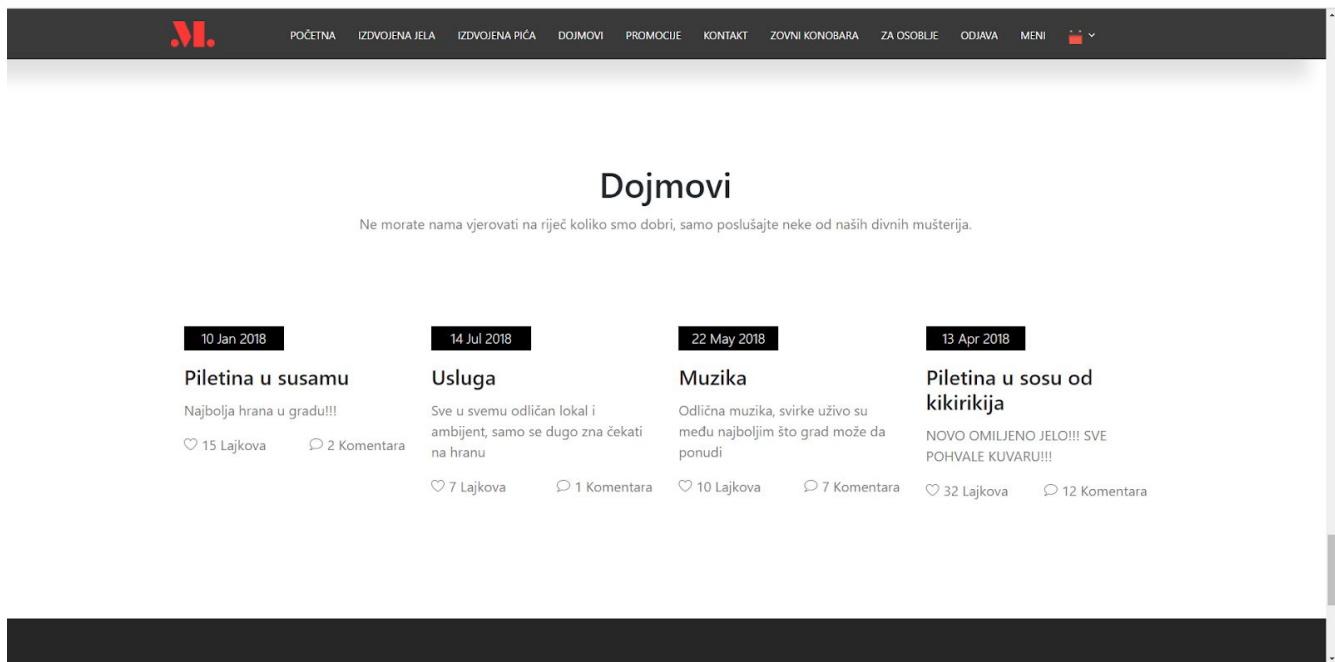 M.
POČETNA IZDVOJENA JELA IZDVOJENA PIĆA DOJMOVI PROMOCIJE KONTAKT ZOVNI KONOBARA ZA OSOBLJE ODJAVA MENI
Dojmovi
Ne morate nama vjerovati na riječ koliko smo dobri, samo poslušajte neke od naših divnih mušterija.
10 Jan 2018
Piletina u susamu
Najbolja hrana u gradu!!!
15 Lajkova 2 Komentara
14 Jul 2018
Usluga
Sve u svemu odličan lokal i
ambijent, samo se dugo zna čekati
na hranu
7 Lajkova 1 Komentara
22 May 2018
Muzika
Odlična muzika, svirke uživo su
među najboljim što grad može da
ponudi
10 Lajkova 7 Komentara
13 Apr 2018
Piletina u sosu od
kikirikija
NOVO OMILJENO JELO!!! SVE
POHVALE KUVARU!!!
32 Lajkova 12 Komentara